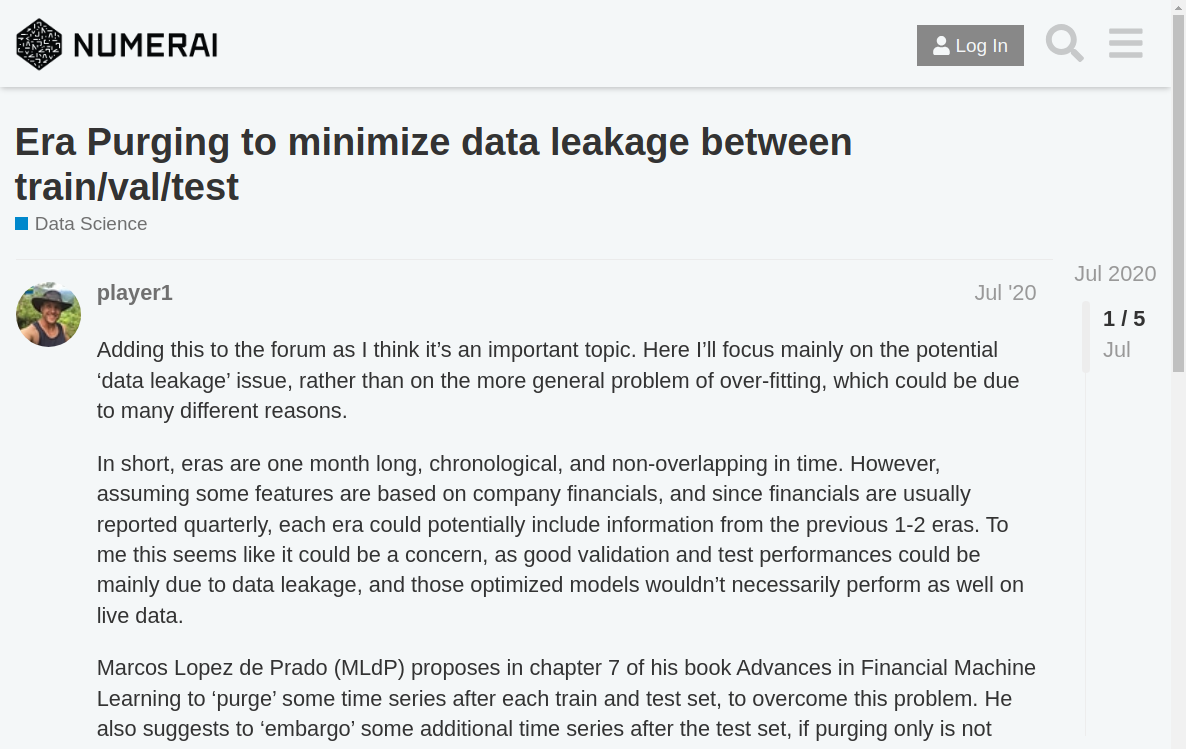 NUMERAI
Log In
Era Purging to minimize data leakage between
train/val/test
Data Science
Jul 2020
player1
Jul '20
1 / 5
Jul
Adding this to the forum as I think it’s an important topic. Here I’ll focus mainly on the potential
‘data leakage’ issue, rather than on the more general problem of over-fitting, which could be due
to many different reasons.
In short, eras are one month long, chronological, and non-overlapping in time. However,
assuming some features are based on company financials, and since financials are usually
reported quarterly, each era could potentially include information from the previous 1-2 eras. To
me this seems like it could be a concern, as good validation and test performances could be
mainly due to data leakage, and those optimized models wouldn’t necessarily perform as well on
live data.
Marcos Lopez de Prado (MLdP) proposes in chapter 7 of his book Advances in Financial Machine
Learning to ‘purge’ some time series after each train and test set, to overcome this problem. He
also suggests to ‘embargo’ some additional time series after the test set, if purging only is not